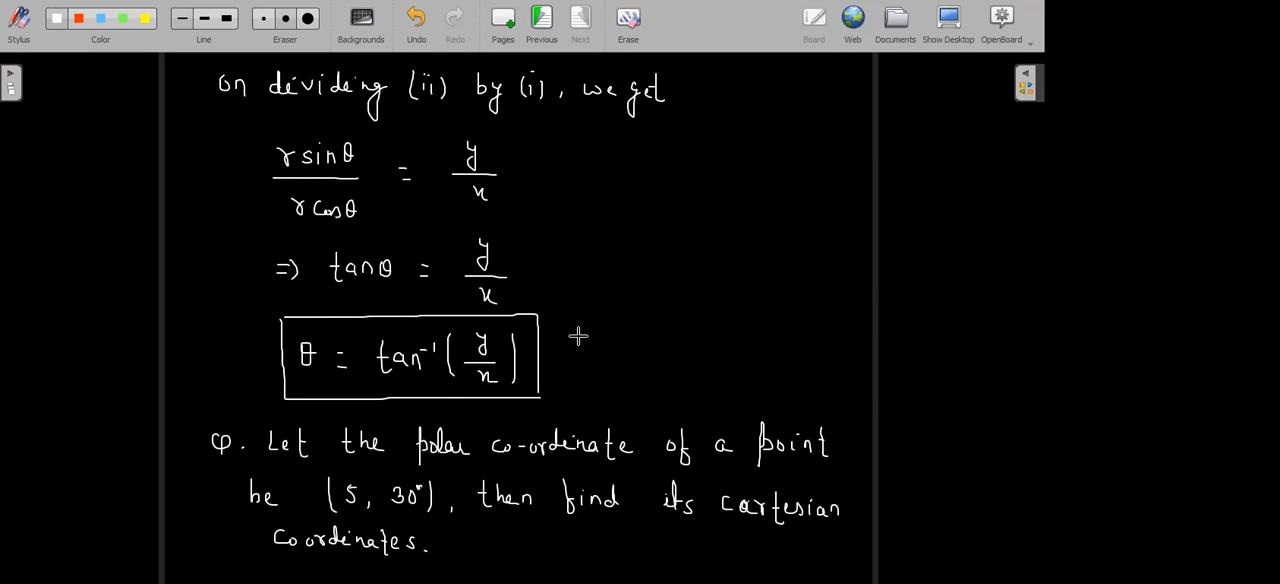 Stylus Color Line Eraser Backgrounds Undo Redo Pages Previous Next Erase Board Web Documents Show Desktop OpenBoard
on dividing (ii) by (i), we get
r sinθ / r cosθ = y / x
=> tanθ = y / x
θ = tan⁻¹ ( y / x )
Q. Let the polar co-ordinate of a point
be (5, 30°), then find its cartesian
coordinates.